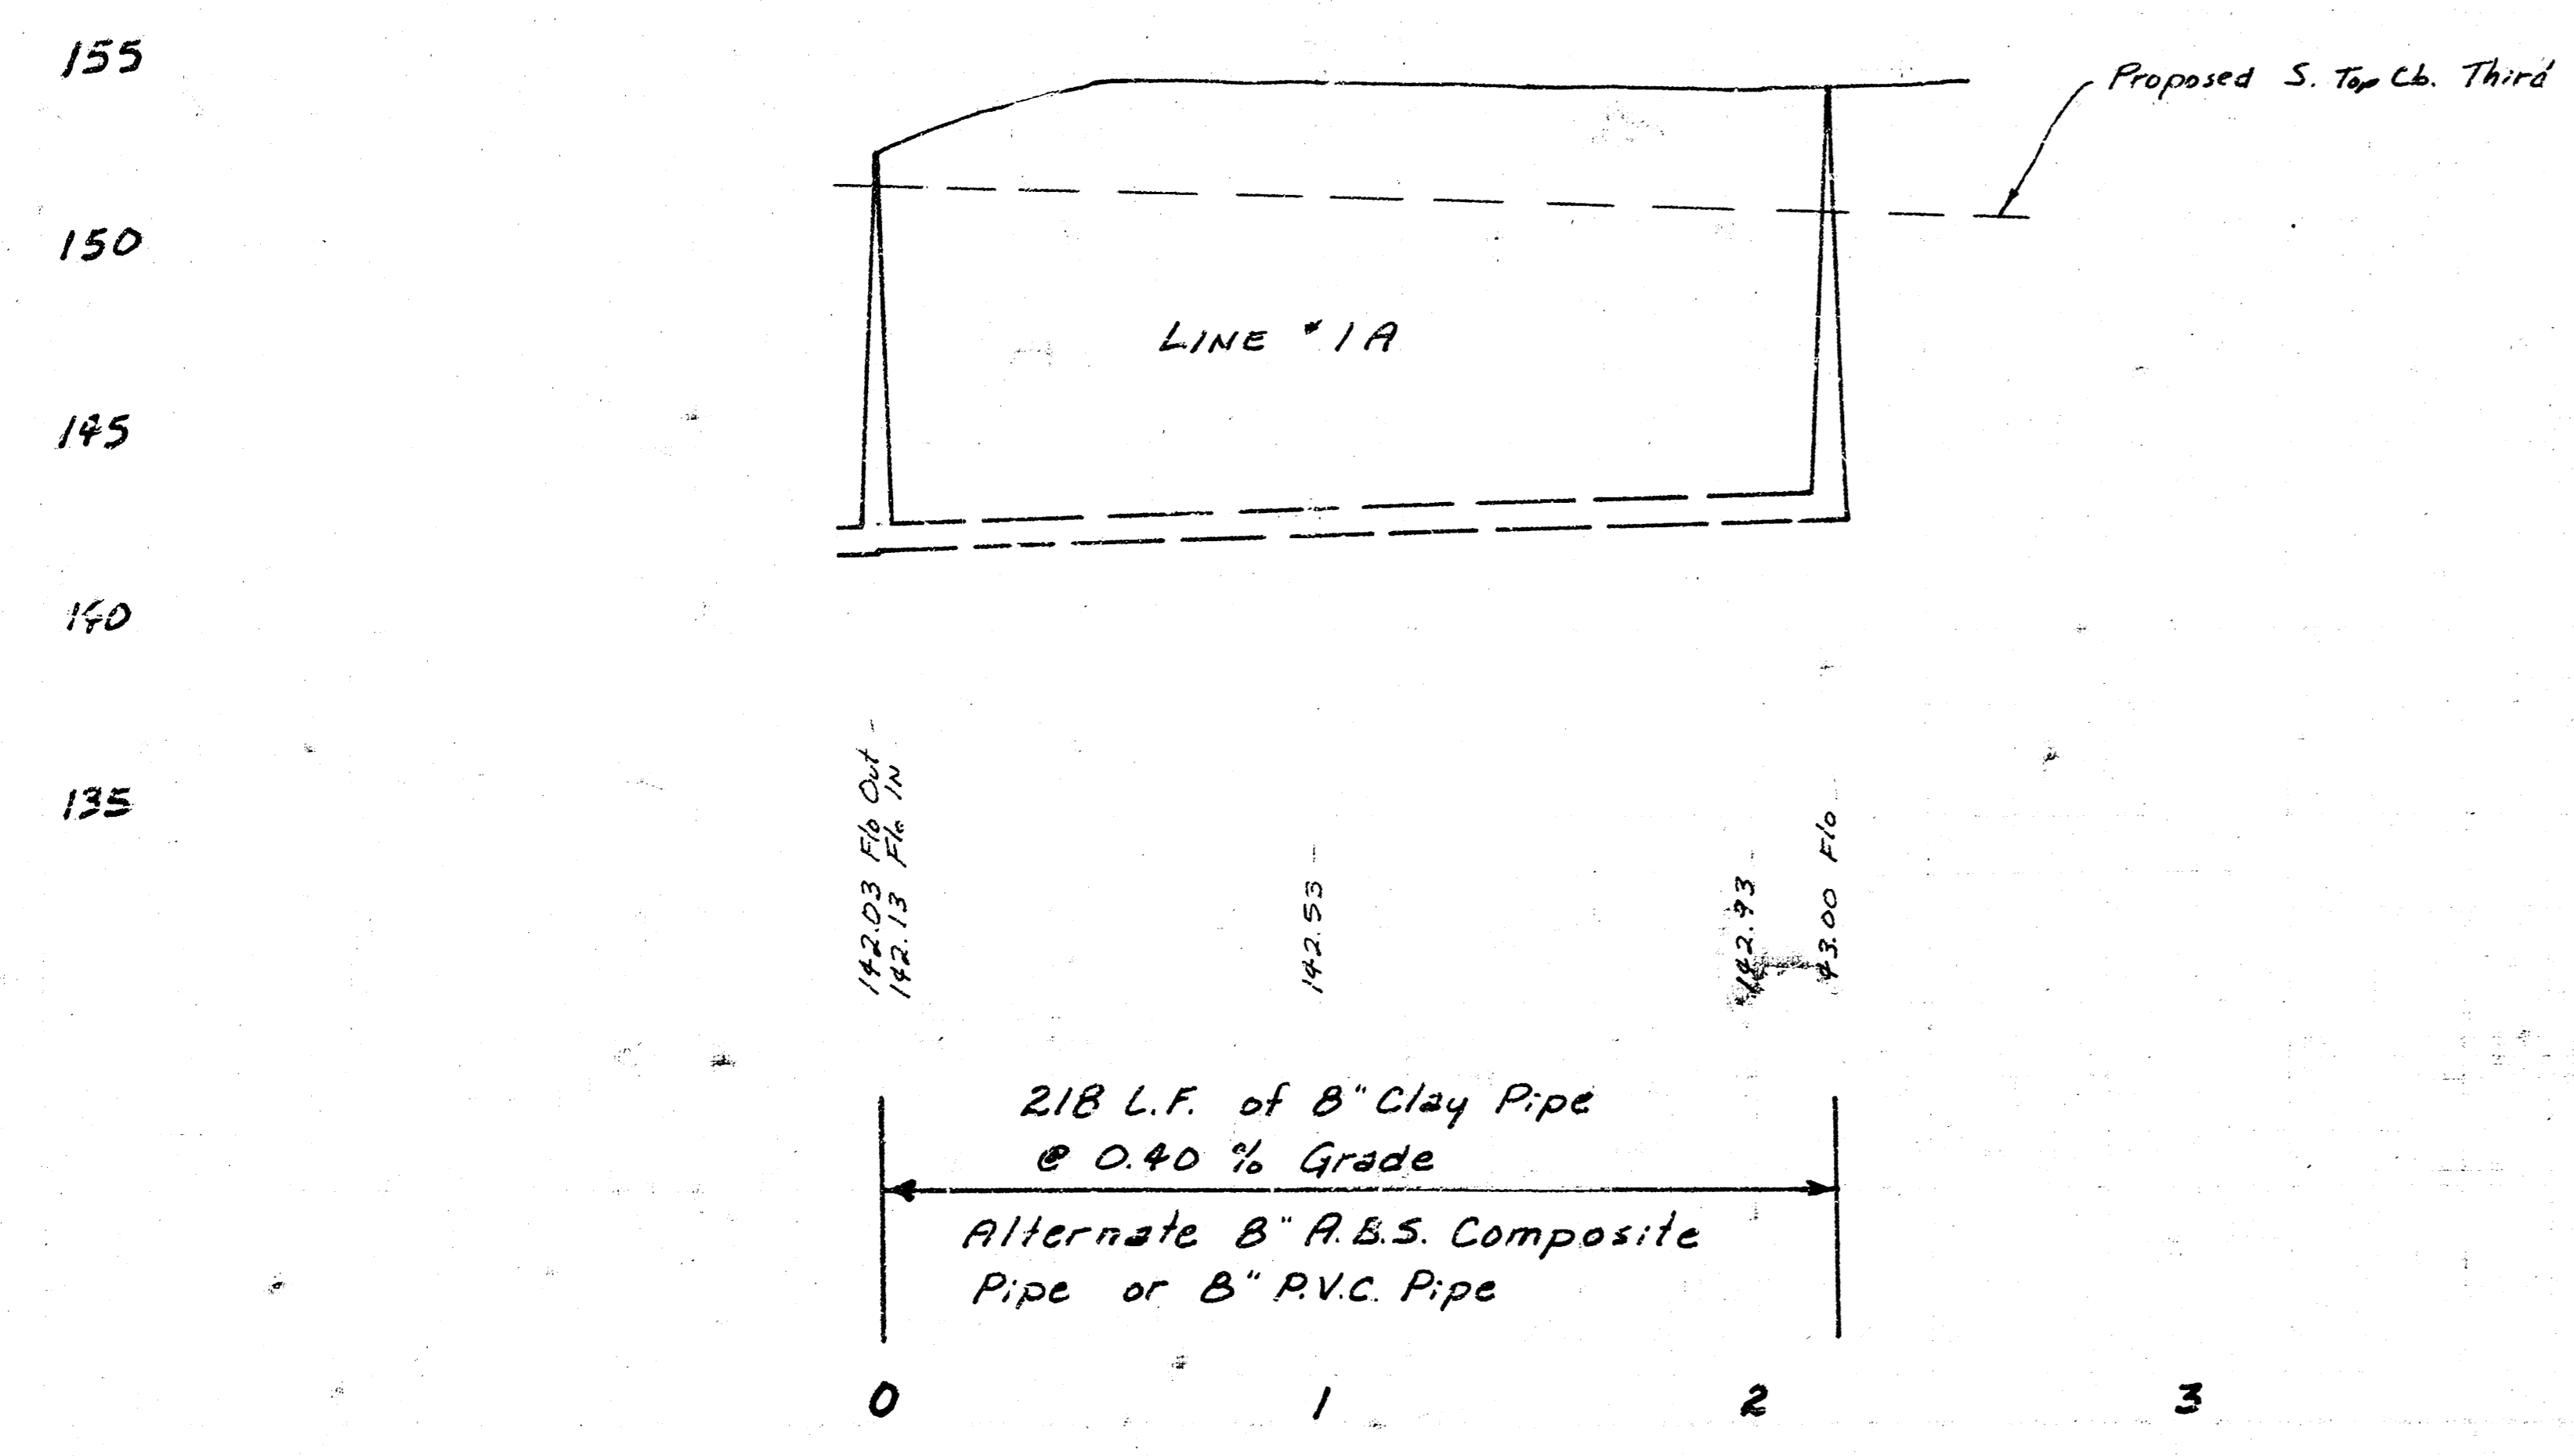 155
Proposed S. Top Cb. Third
150
LINE #1A
145
140
135
142.03 Flo Out
142.13 Flo IN
142.53
142.93
43.00 Flo
218 L.F. of 8" Clay Pipe
@ 0.40 % Grade
Alternate 8" A.B.S. Composite
Pipe or 8" P.V.C. Pipe
0 1 2 3